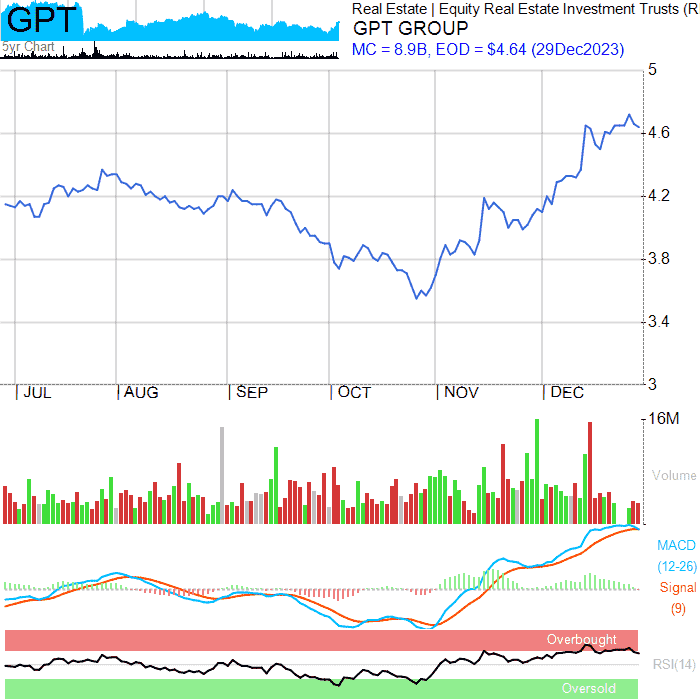 GPT
5yr Chart
Real Estate | Equity Real Estate Investment Trusts (R
GPT GROUP
MC = 8.9B, EOD = $4.64 (29Dec2023)
5
4.6
4.2
3.8
3.4
3
JUL AUG SEP OCT NOV DEC
16M
Volume
MACD
(12-26)
Signal
(9)
Overbought
RSI(14)
Oversold